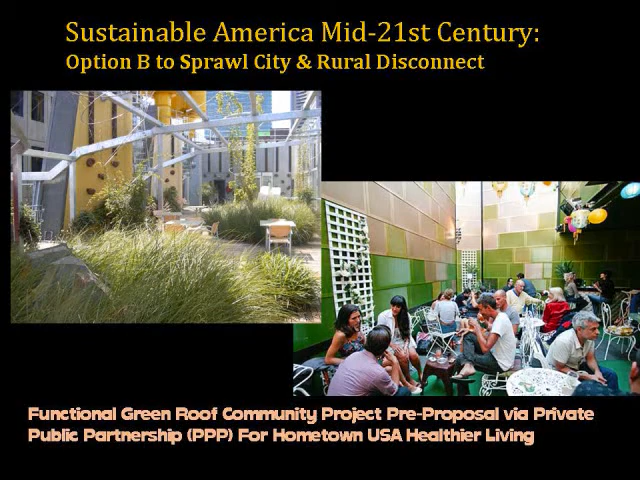 Sustainable America Mid-21st Century:
Option B to Sprawl City & Rural Disconnect
Functional Green Roof Community Project Pre-Proposal via Private
Public Partnership (PPP) For Hometown USA Healthier Living